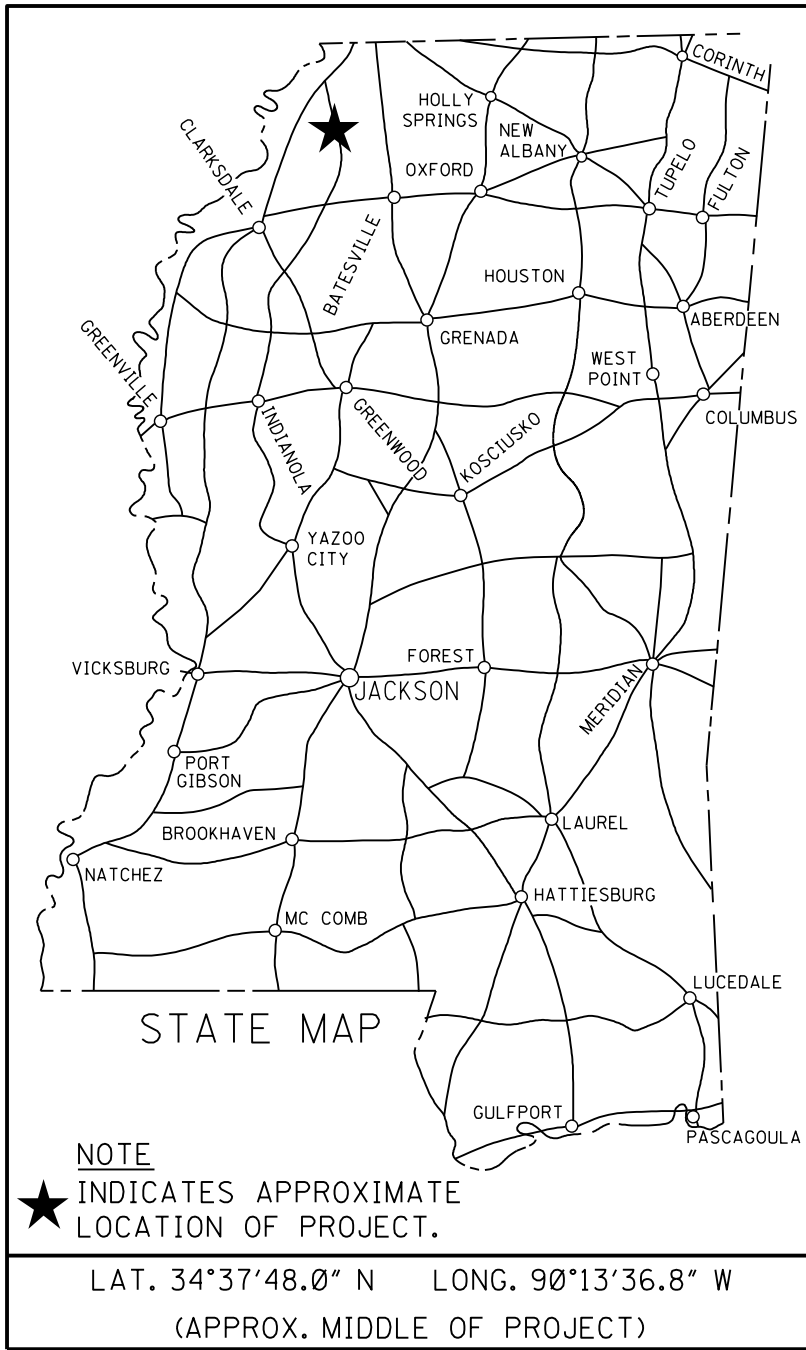 CORINTH
HOLLY
SPRINGS
NEW
ALBANY
CLARKSDALE
OXFORD
TUPELO
FULTON
BATESVILLE
HOUSTON
ABERDEEN
GREENVILLE
GRENADA
WEST
POINT
COLUMBUS
INDIANOLA
GREENWOOD
KOSCIUSKO
YAZOO
CITY
VICKSBURG
FOREST
JACKSON
MERIDIAN
PORT
GIBSON
BROOKHAVEN
LAUREL
NATCHEZ
HATTIESBURG
MC COMB
LUCEDALE
STATE MAP
GULFPORT
PASCAGOULA
NOTE
INDICATES APPROXIMATE
LOCATION OF PROJECT.
LAT. 34°37'48.0" N LONG. 90°13'36.8" W
(APPROX. MIDDLE OF PROJECT)